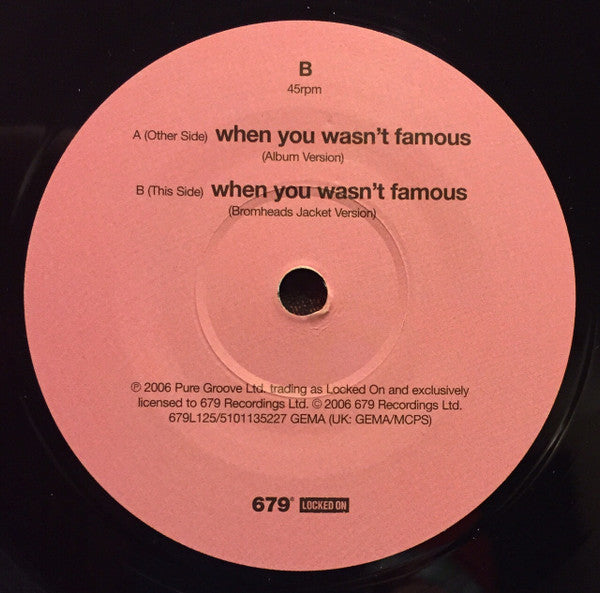 B
45rpm
A (Other Side) when you wasn't famous
(Album Version)
B (This Side) when you wasn't famous
(Bromheads Jacket Version)
℗ 2006 Pure Groove Ltd. trading as Locked On and exclusively
licensed to 679 Recordings Ltd. © 2006 679 Recordings Ltd.
679L125/5101135227 GEMA (UK: GEMA/MCPS)
679 LOCKED ON